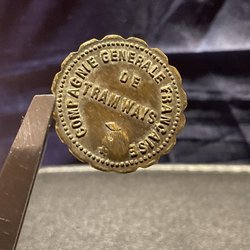 COMPAGNIE GENERALE FRANÇAISE
DE
TRAMWAYS